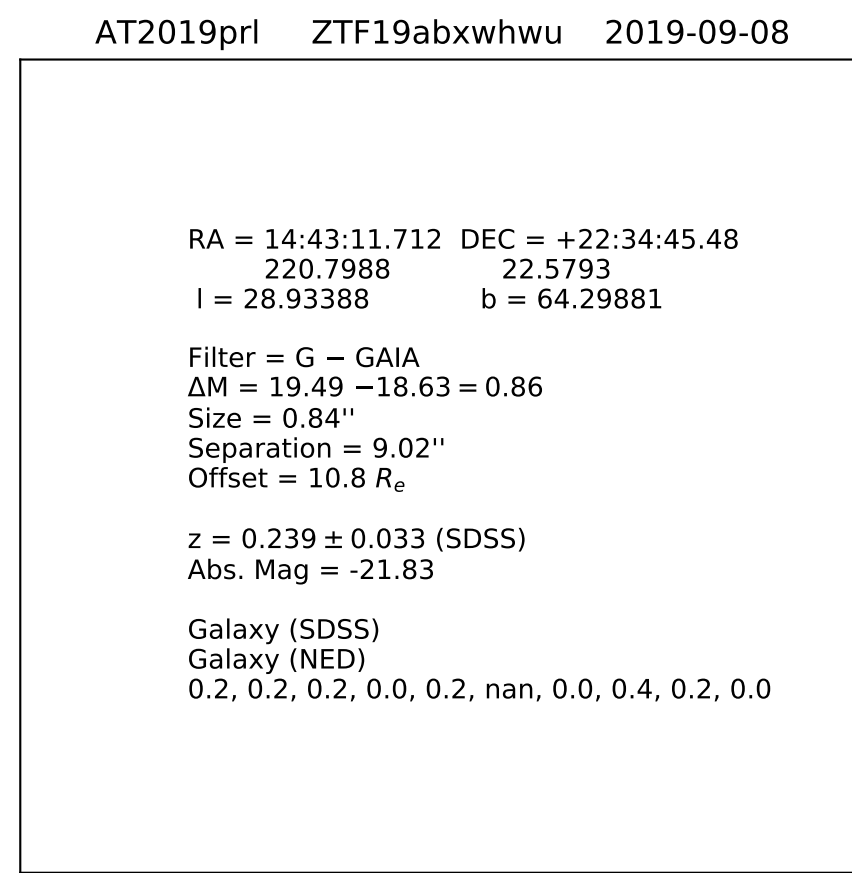 AT2019prl ZTF19abxwhwu 2019-09-08
RA = 14:43:11.712 DEC = +22:34:45.48
220.7988 22.5793
l = 28.93388 b = 64.29881
Filter = G − GAIA
ΔM = 19.49 −18.63 = 0.86
Size = 0.84''
Separation = 9.02''
Offset = 10.8 Rₑ
z = 0.239 ± 0.033 (SDSS)
Abs. Mag = -21.83
Galaxy (SDSS)
Galaxy (NED)
0.2, 0.2, 0.2, 0.0, 0.2, nan, 0.0, 0.4, 0.2, 0.0